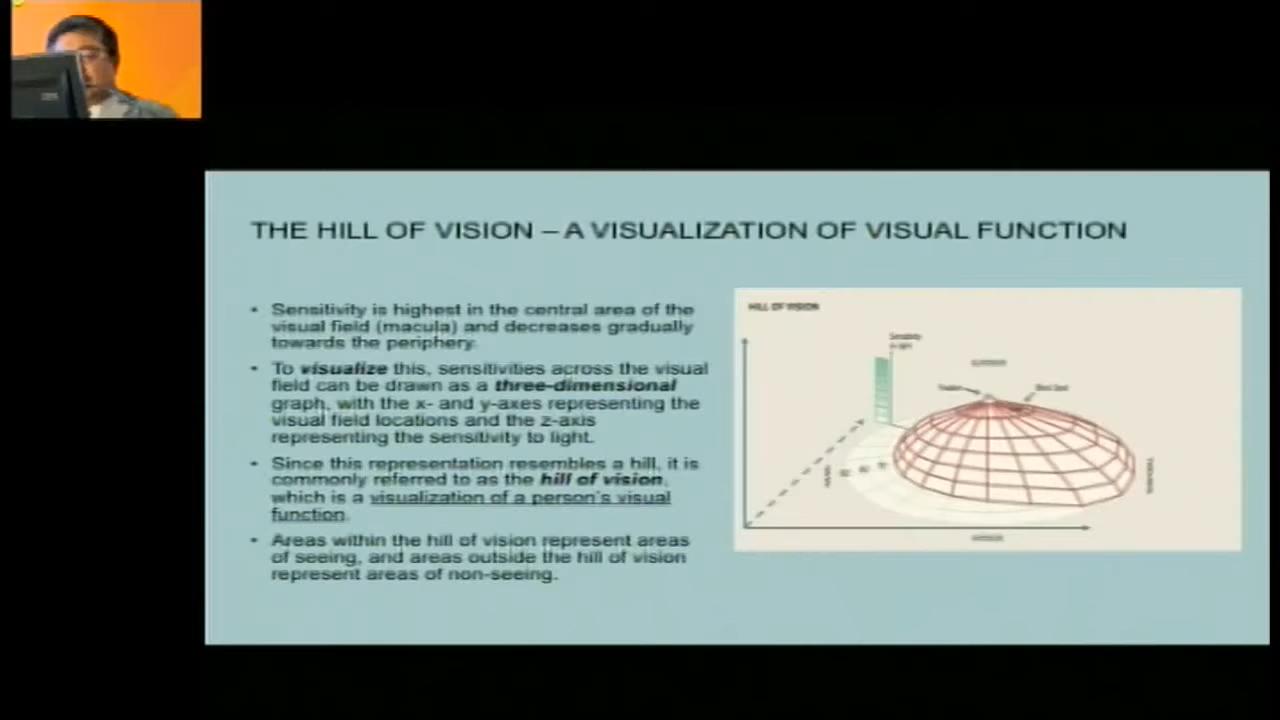 THE HILL OF VISION – A VISUALIZATION OF VISUAL FUNCTION
• Sensitivity is highest in the central area of the
visual field (macula) and decreases gradually
towards the periphery.
• To visualize this, sensitivities across the visual
field can be drawn as a three-dimensional
graph, with the x- and y-axes representing the
visual field locations and the z-axis
representing the sensitivity to light.
• Since this representation resembles a hill, it is
commonly referred to as the hill of vision,
which is a visualization of a person's visual
function.
• Areas within the hill of vision represent areas
of seeing, and areas outside the hill of vision
represent areas of non-seeing.
HILL OF VISION
Sensitivity
Blind Spot